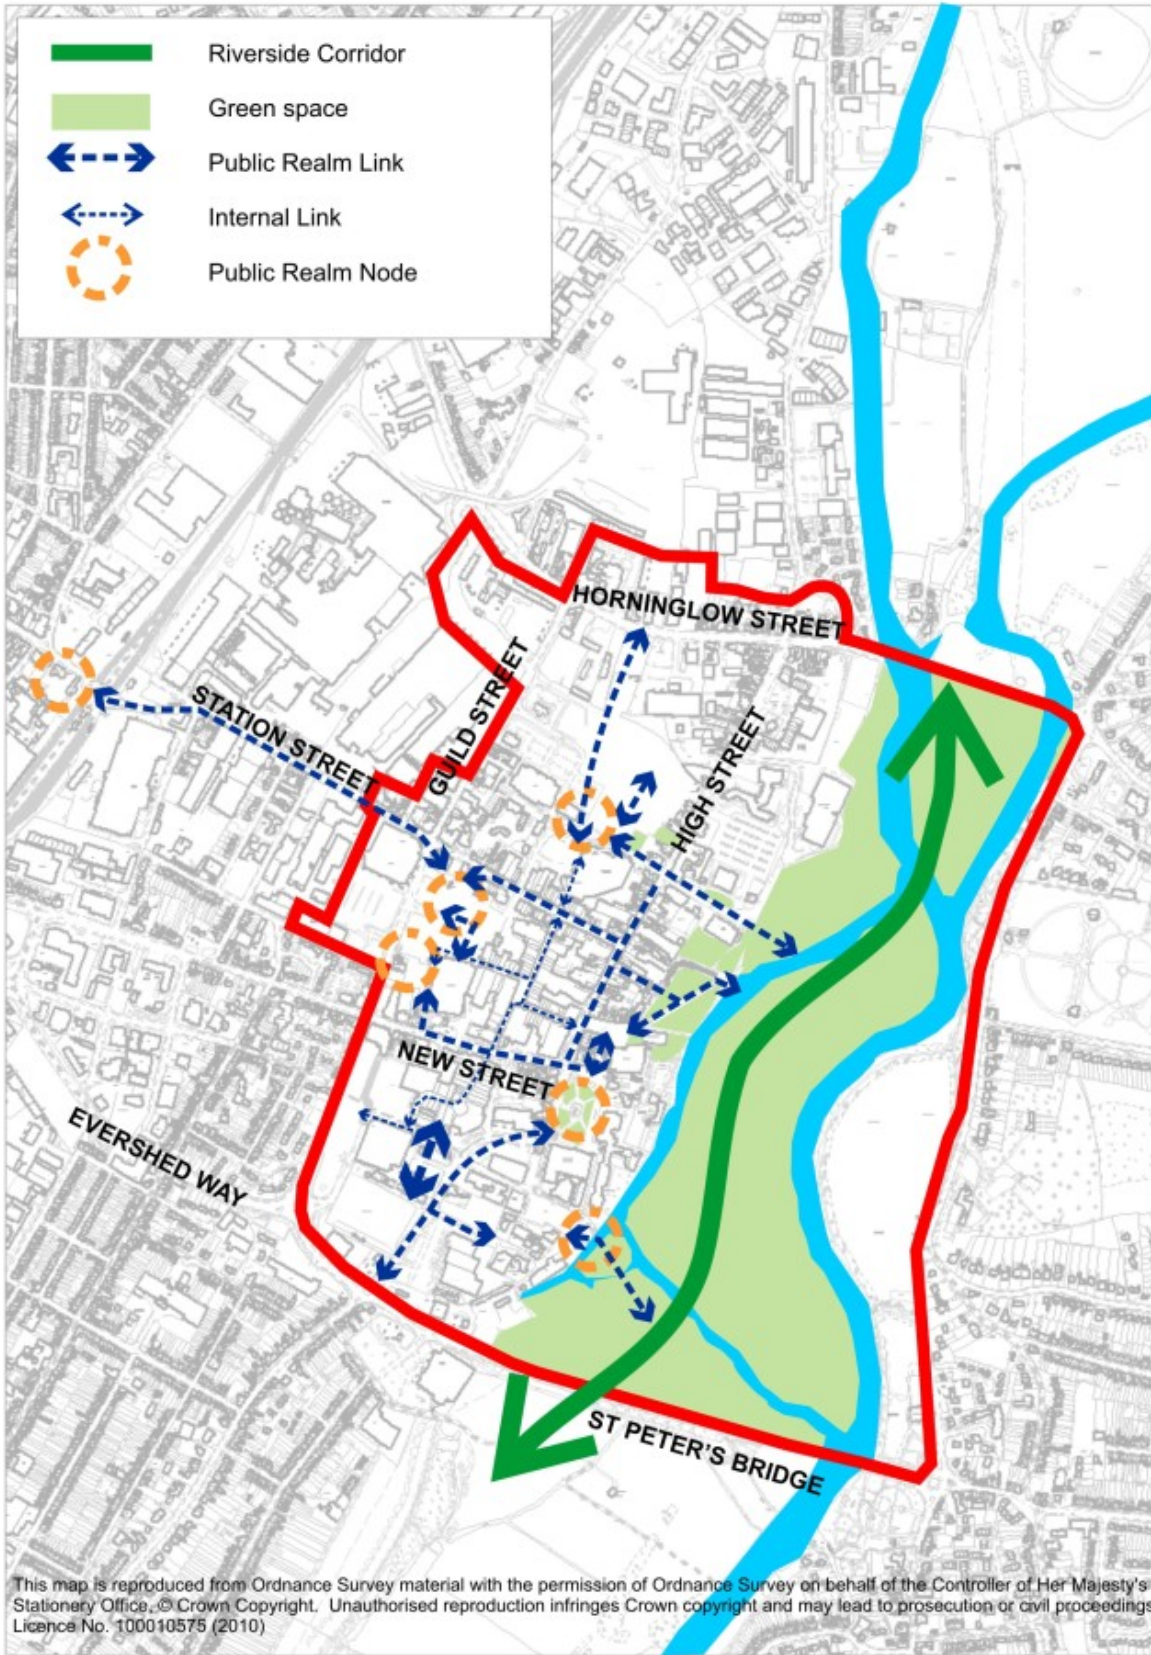 Riverside Corridor
Green space
Public Realm Link
Internal Link
Public Realm Node
HORNINGLOW STREET
GUILD STREET
STATION STREET
HIGH STREET
NEW STREET
EVERSHED WAY
ST PETER'S BRIDGE
This map is reproduced from Ordnance Survey material with the permission of Ordnance Survey on behalf of the Controller of Her Majesty's
Stationery Office, © Crown Copyright. Unauthorised reproduction infringes Crown copyright and may lead to prosecution or civil proceedings
Licence No. 100010575 (2010)